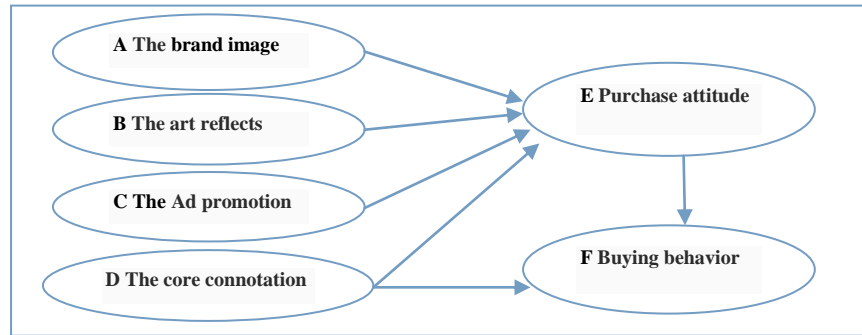 A The brand image
B The art reflects
C The Ad promotion
D The core connotation
E Purchase attitude
F Buying behavior